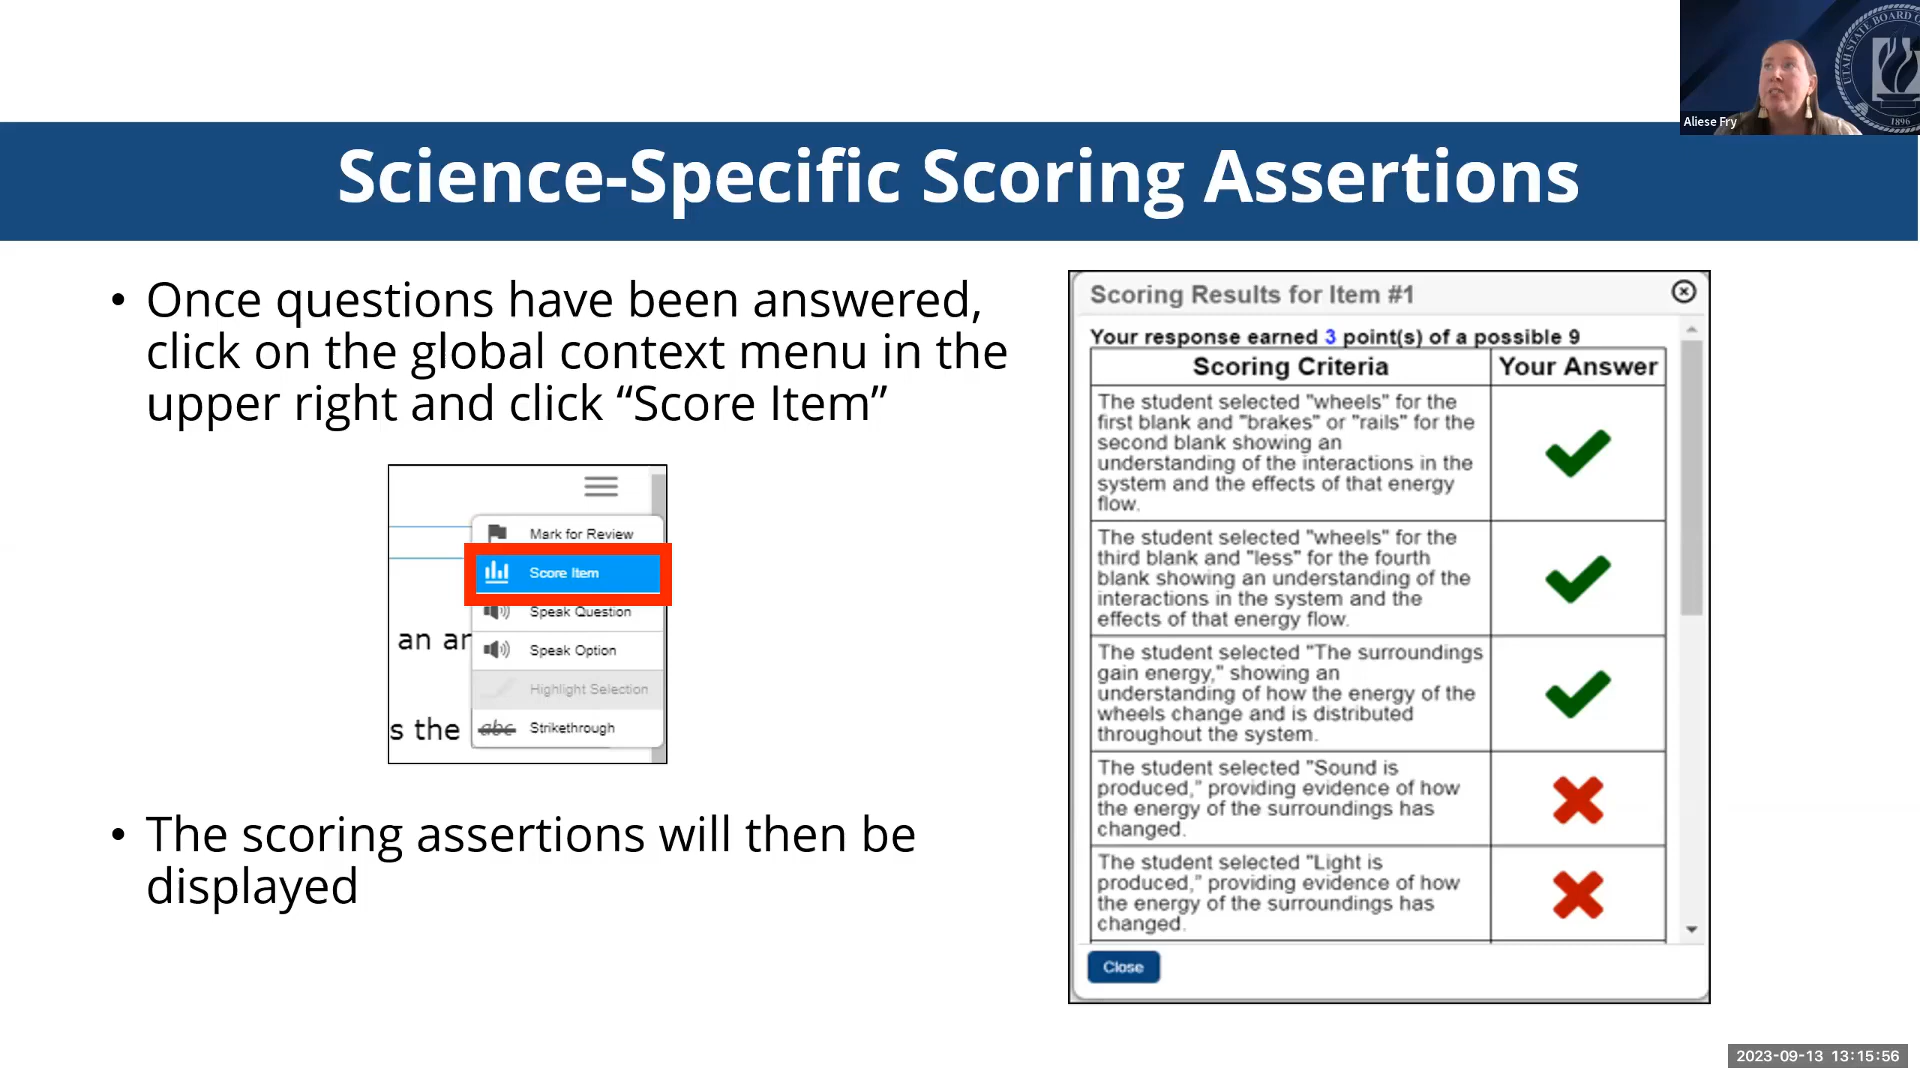 UTAH STATE BOARD O
1896
Aliese Fry
Science-Specific Scoring Assertions
• Once questions have been answered,
click on the global context menu in the
upper right and click “Score Item”
Mark for Review
Score Item
Speak Question
an ar
Speak Option
Highlight Selection
s the
abc Strikethrough
• The scoring assertions will then be
displayed
Scoring Results for Item #1
Your response earned 3 point(s) of a possible 9
Scoring Criteria Your Answer
The student selected "wheels" for the
first blank and "brakes" or "rails" for the
second blank showing an
understanding of the interactions in the
system and the effects of that energy
flow.
The student selected "wheels" for the
third blank and "less" for the fourth
blank showing an understanding of the
interactions in the system and the
effects of that energy flow.
The student selected "The surroundings
gain energy," showing an
understanding of how the energy of the
wheels change and is distributed
throughout the system.
The student selected "Sound is
produced," providing evidence of how
the energy of the surroundings has
changed.
The student selected "Light is
produced," providing evidence of how
the energy of the surroundings has
changed.
Close
2023-09-13 13:15:56